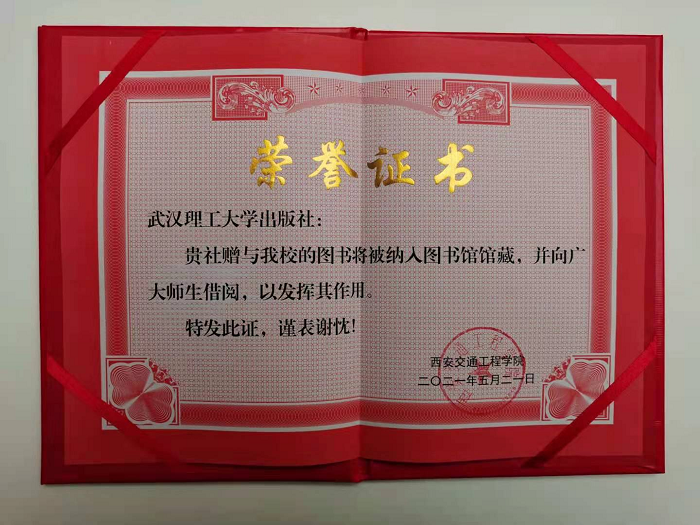 荣誉证书
武汉理工大学出版社：
贵社赠与我校的图书将被纳入图书馆馆藏，并向广
大师生借阅，以发挥其作用。
特发此证，谨表谢忱！
西安交通工程学院
二〇二一年五月二一日